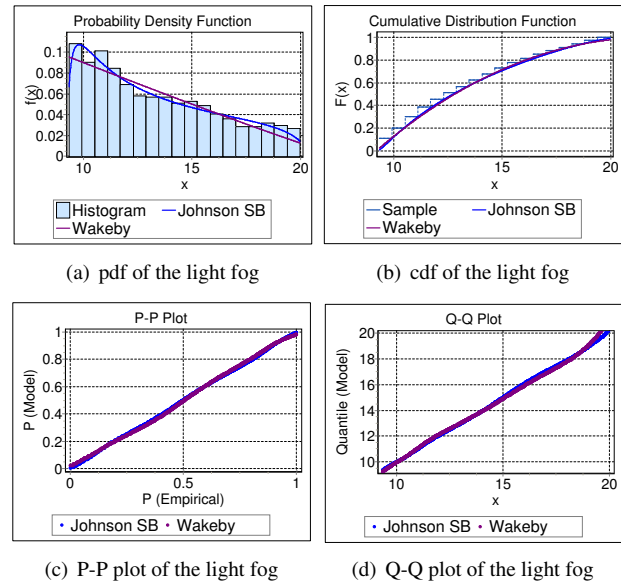 Probability Density Function
f(x)
0.1
0.08
0.06
0.04
0.02
0
10
15
20
x
Histogram
Johnson SB
Wakeby
(a) pdf of the light fog
Cumulative Distribution Function
F(x)
1
0.8
0.6
0.4
0.2
0
10
15
20
x
Sample
Johnson SB
Wakeby
(b) cdf of the light fog
P-P Plot
P (Model)
1
0.8
0.6
0.4
0.2
0
0
0.5
1
P (Empirical)
Johnson SB
Wakeby
(c) P-P plot of the light fog
Q-Q Plot
Quantile (Model)
20
18
16
14
12
10
10
15
20
x
Johnson SB
Wakeby
(d) Q-Q plot of the light fog